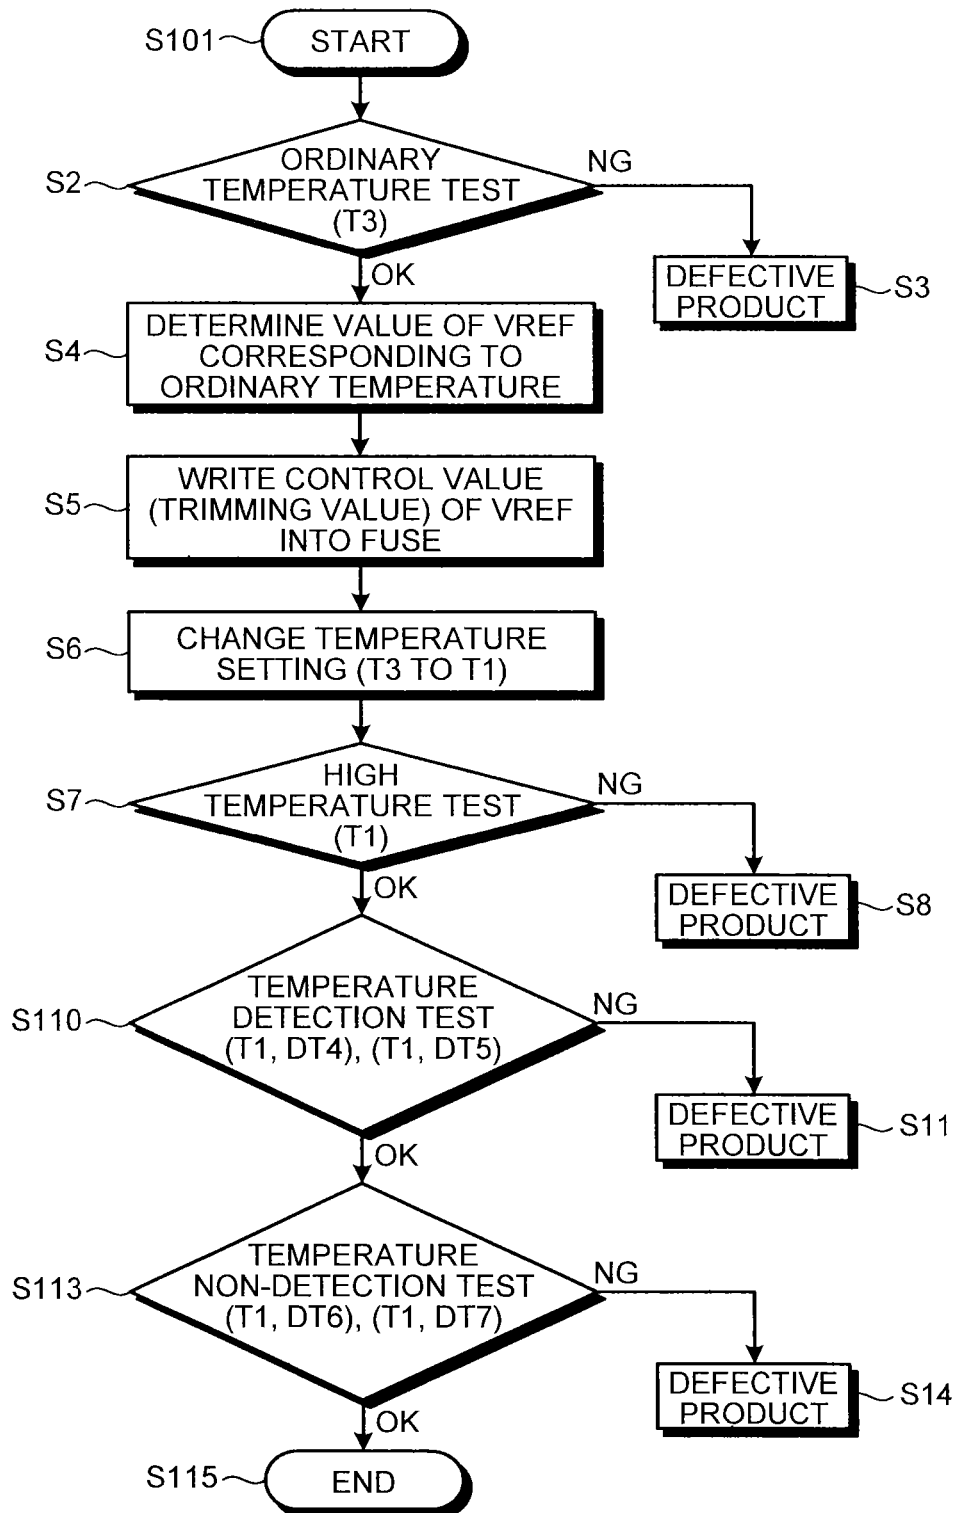 S101
START
S2
ORDINARY
TEMPERATURE TEST
(T3)
NG
OK
DEFECTIVE
PRODUCT
S3
S4
DETERMINE VALUE OF VREF
CORRESPONDING TO
ORDINARY TEMPERATURE
S5
WRITE CONTROL VALUE
(TRIMMING VALUE) OF VREF
INTO FUSE
S6
CHANGE TEMPERATURE
SETTING (T3 TO T1)
S7
HIGH
TEMPERATURE TEST
(T1)
NG
OK
DEFECTIVE
PRODUCT
S8
S110
TEMPERATURE
DETECTION TEST
(T1, DT4), (T1, DT5)
NG
OK
DEFECTIVE
PRODUCT
S11
S113
TEMPERATURE
NON-DETECTION TEST
(T1, DT6), (T1, DT7)
NG
OK
DEFECTIVE
PRODUCT
S14
S115
END